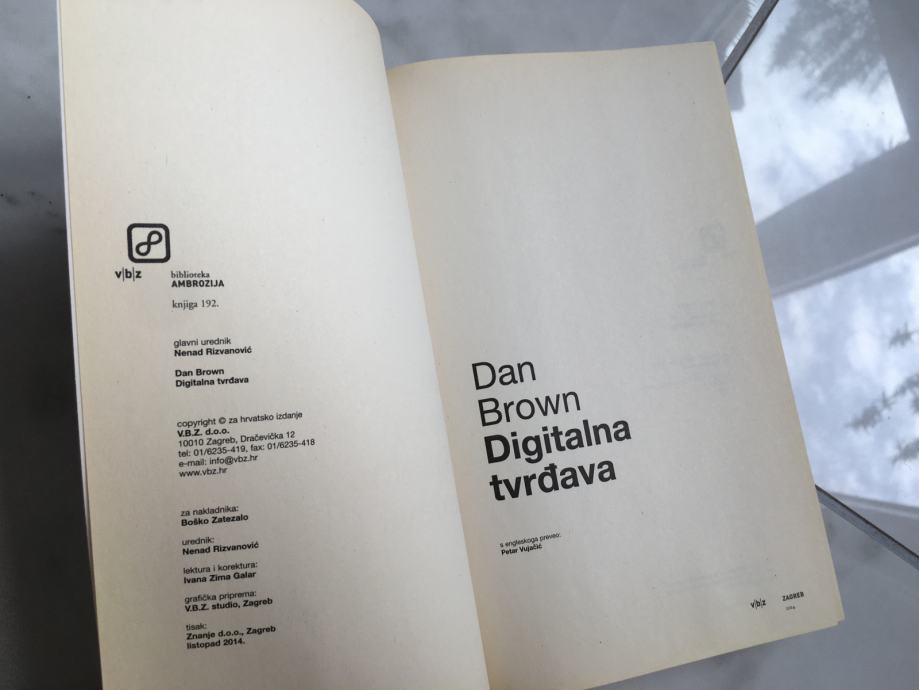 v|b|z
biblioteka
AMBROZIJA
knjiga 192.
glavni urednik
Nenad Rizvanović
Dan Brown
Digitalna tvrđava
copyright © za hrvatsko izdanje
V.B.Z. d.o.o.
10010 Zagreb, Dračevička 12
tel: 01/6235-419, fax: 01/6235-418
e-mail: info@vbz.hr
www.vbz.hr
za nakladnika:
Boško Zatezalo
urednik:
Nenad Rizvanović
lektura i korektura:
Ivana Zima Galar
grafička priprema:
V.B.Z. studio, Zagreb
tisak:
Znanje d.o.o., Zagreb
listopad 2014.
Dan
Brown
Digitalna
tvrđava
s engleskoga preveo:
Petar Vujačić
v|b|z
ZAGREB
2014